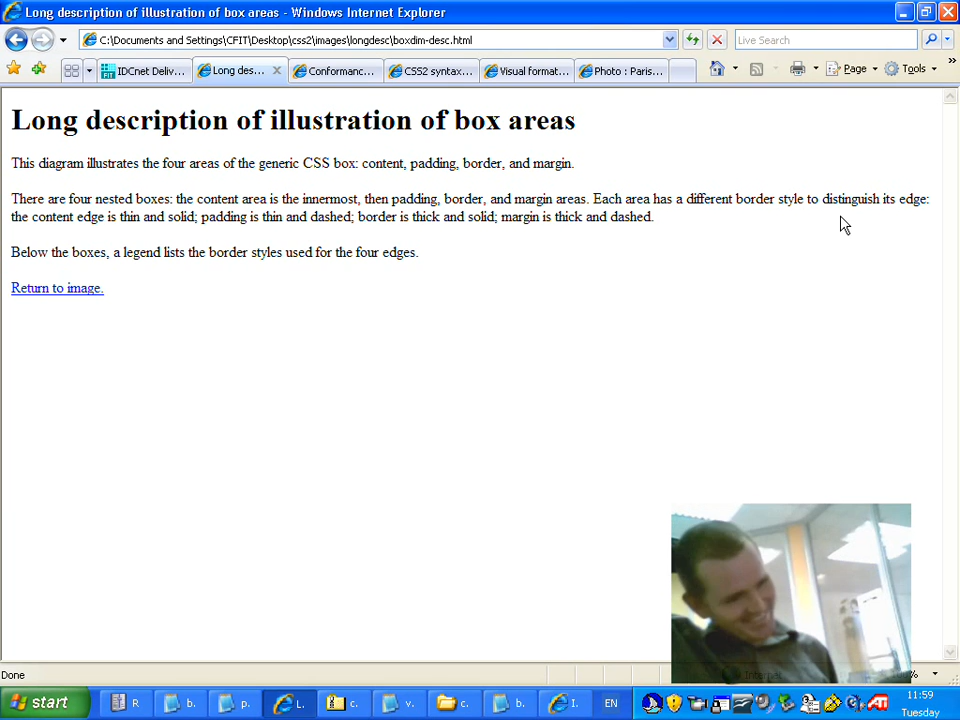 Long description of illustration of box areas - Windows Internet Explorer
C:\Documents and Settings\CFIT\Desktop\css2\images\longdesc\boxdim-desc.html
Live Search
IDCnet Deliv...
Long des...
Conformanc...
CSS2 syntax...
Visual format...
Photo : Paris...
Page
Tools
Long description of illustration of box areas
This diagram illustrates the four areas of the generic CSS box: content, padding, border, and margin.
There are four nested boxes: the content area is the innermost, then padding, border, and margin areas. Each area has a different border style to distinguish its edge:
the content edge is thin and solid; padding is thin and dashed; border is thick and solid; margin is thick and dashed.
Below the boxes, a legend lists the border styles used for the four edges.
Return to image.
Done
start
R
b.
p.
L.
c.
v.
c.
b.
I.
EN
ATI
11:59
Tuesday